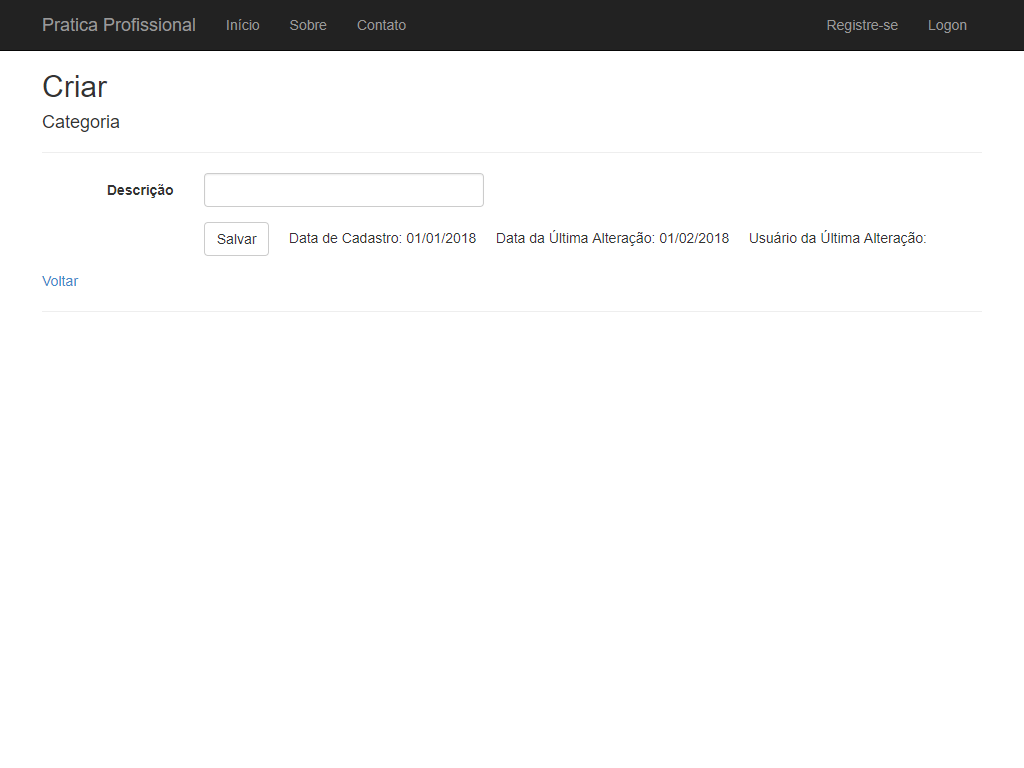 Pratica Profissional Início Sobre Contato Registre-se Logon
Criar
Categoria
Descrição
Salvar Data de Cadastro: 01/01/2018 Data da Última Alteração: 01/02/2018 Usuário da Última Alteração:
Voltar